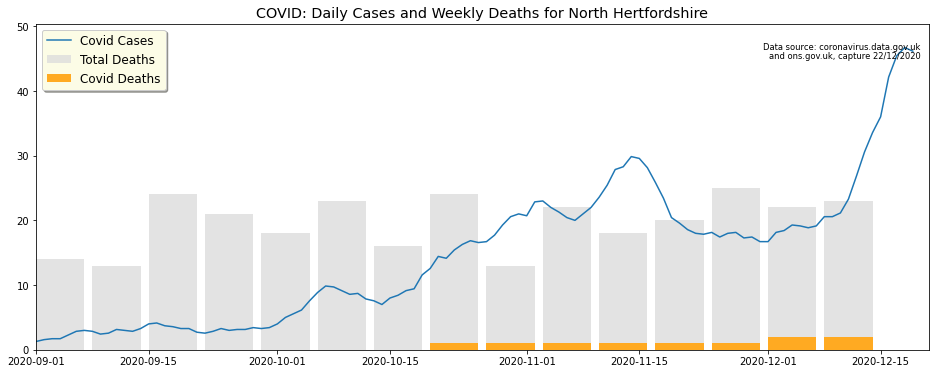 COVID: Daily Cases and Weekly Deaths for North Hertfordshire
50
40
30
20
10
0
Covid Cases
Total Deaths
Covid Deaths
Data source: coronavirus.data.gov.uk
and ons.gov.uk, capture 22/12/2020
2020-09-01
2020-09-15
2020-10-01
2020-10-15
2020-11-01
2020-11-15
2020-12-01
2020-12-15